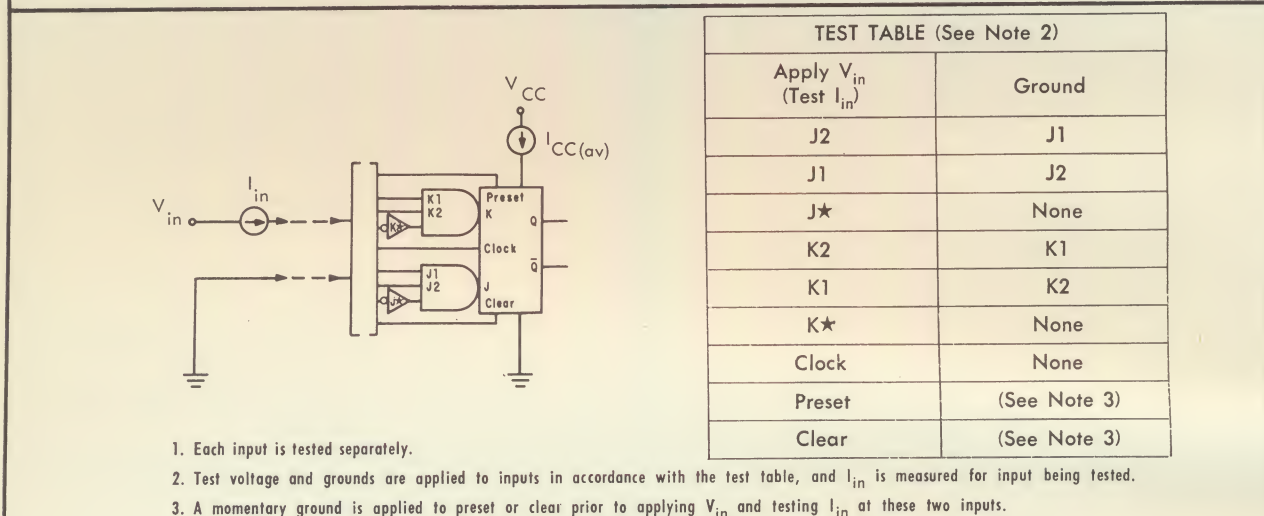 V CC
I CC(av)
I in
V in
Preset
K1
K
K2
Q
K★
Clock
Q̄
J1
J2
J
J★
Clear
TEST TABLE (See Note 2)
Apply V in (Test I in)
Ground
J2 J1
J1 J2
J★ None
K2 K1
K1 K2
K★ None
Clock None
Preset (See Note 3)
Clear (See Note 3)
1. Each input is tested separately.
2. Test voltage and grounds are applied to inputs in accordance with the test table, and I in is measured for input being tested.
3. A momentary ground is applied to preset or clear prior to applying V in and testing I in at these two inputs.